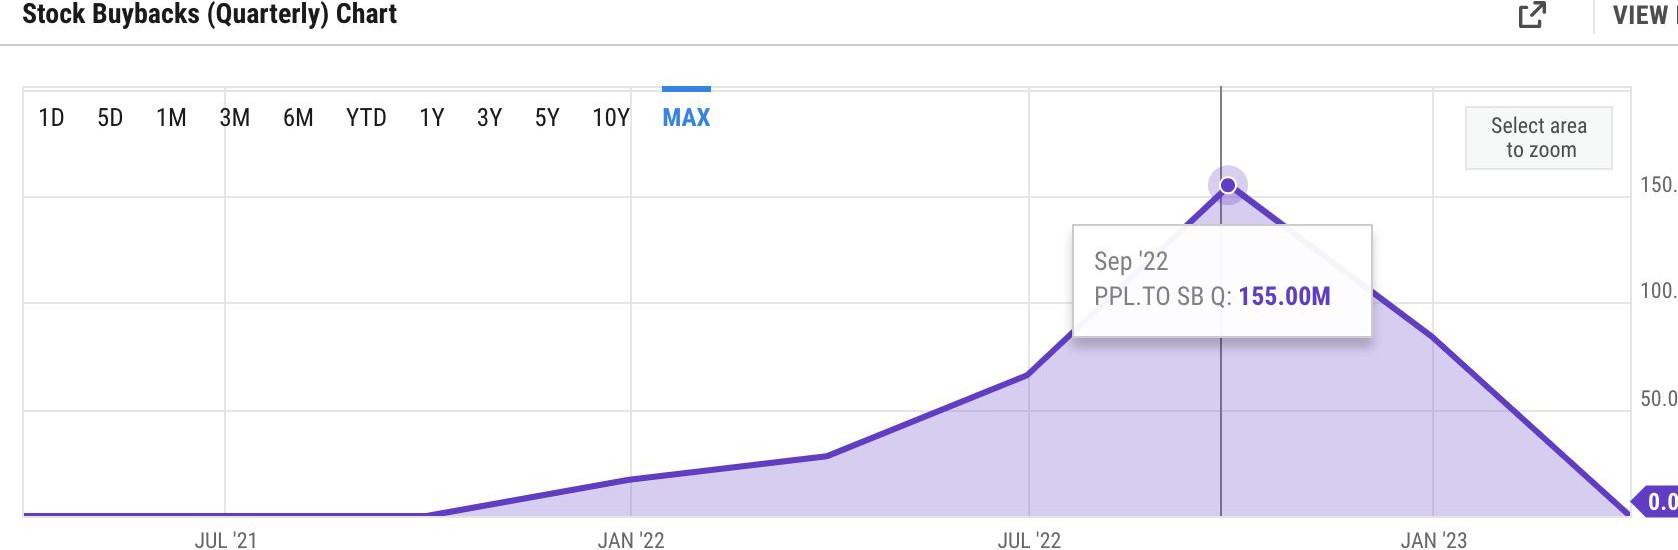 Stock Buybacks (Quarterly) Chart
VIEW
1D 5D 1M 3M 6M YTD 1Y 3Y 5Y 10Y MAX
Select area
to zoom
150.
Sep '22
PPL.TO SB Q: 155.00M
100.
50.0
0.0
JUL '21 JAN '22 JUL '22 JAN '23